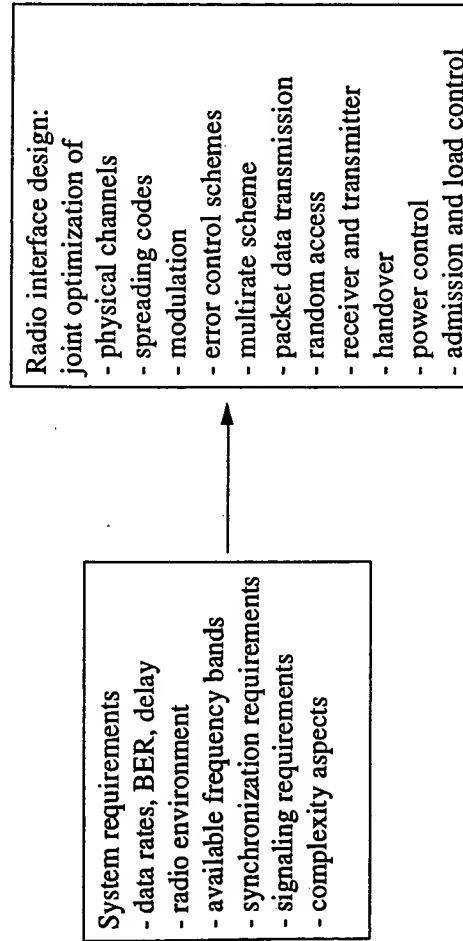 System requirements
- data rates, BER, delay
- radio environment
- available frequency bands
- synchronization requirements
- signaling requirements
- complexity aspects
Radio interface design:
joint optimization of
- physical channels
- spreading codes
- modulation
- error control schemes
- multirate scheme
- packet data transmission
- random access
- receiver and transmitter
- handover
- power control
- admission and load control